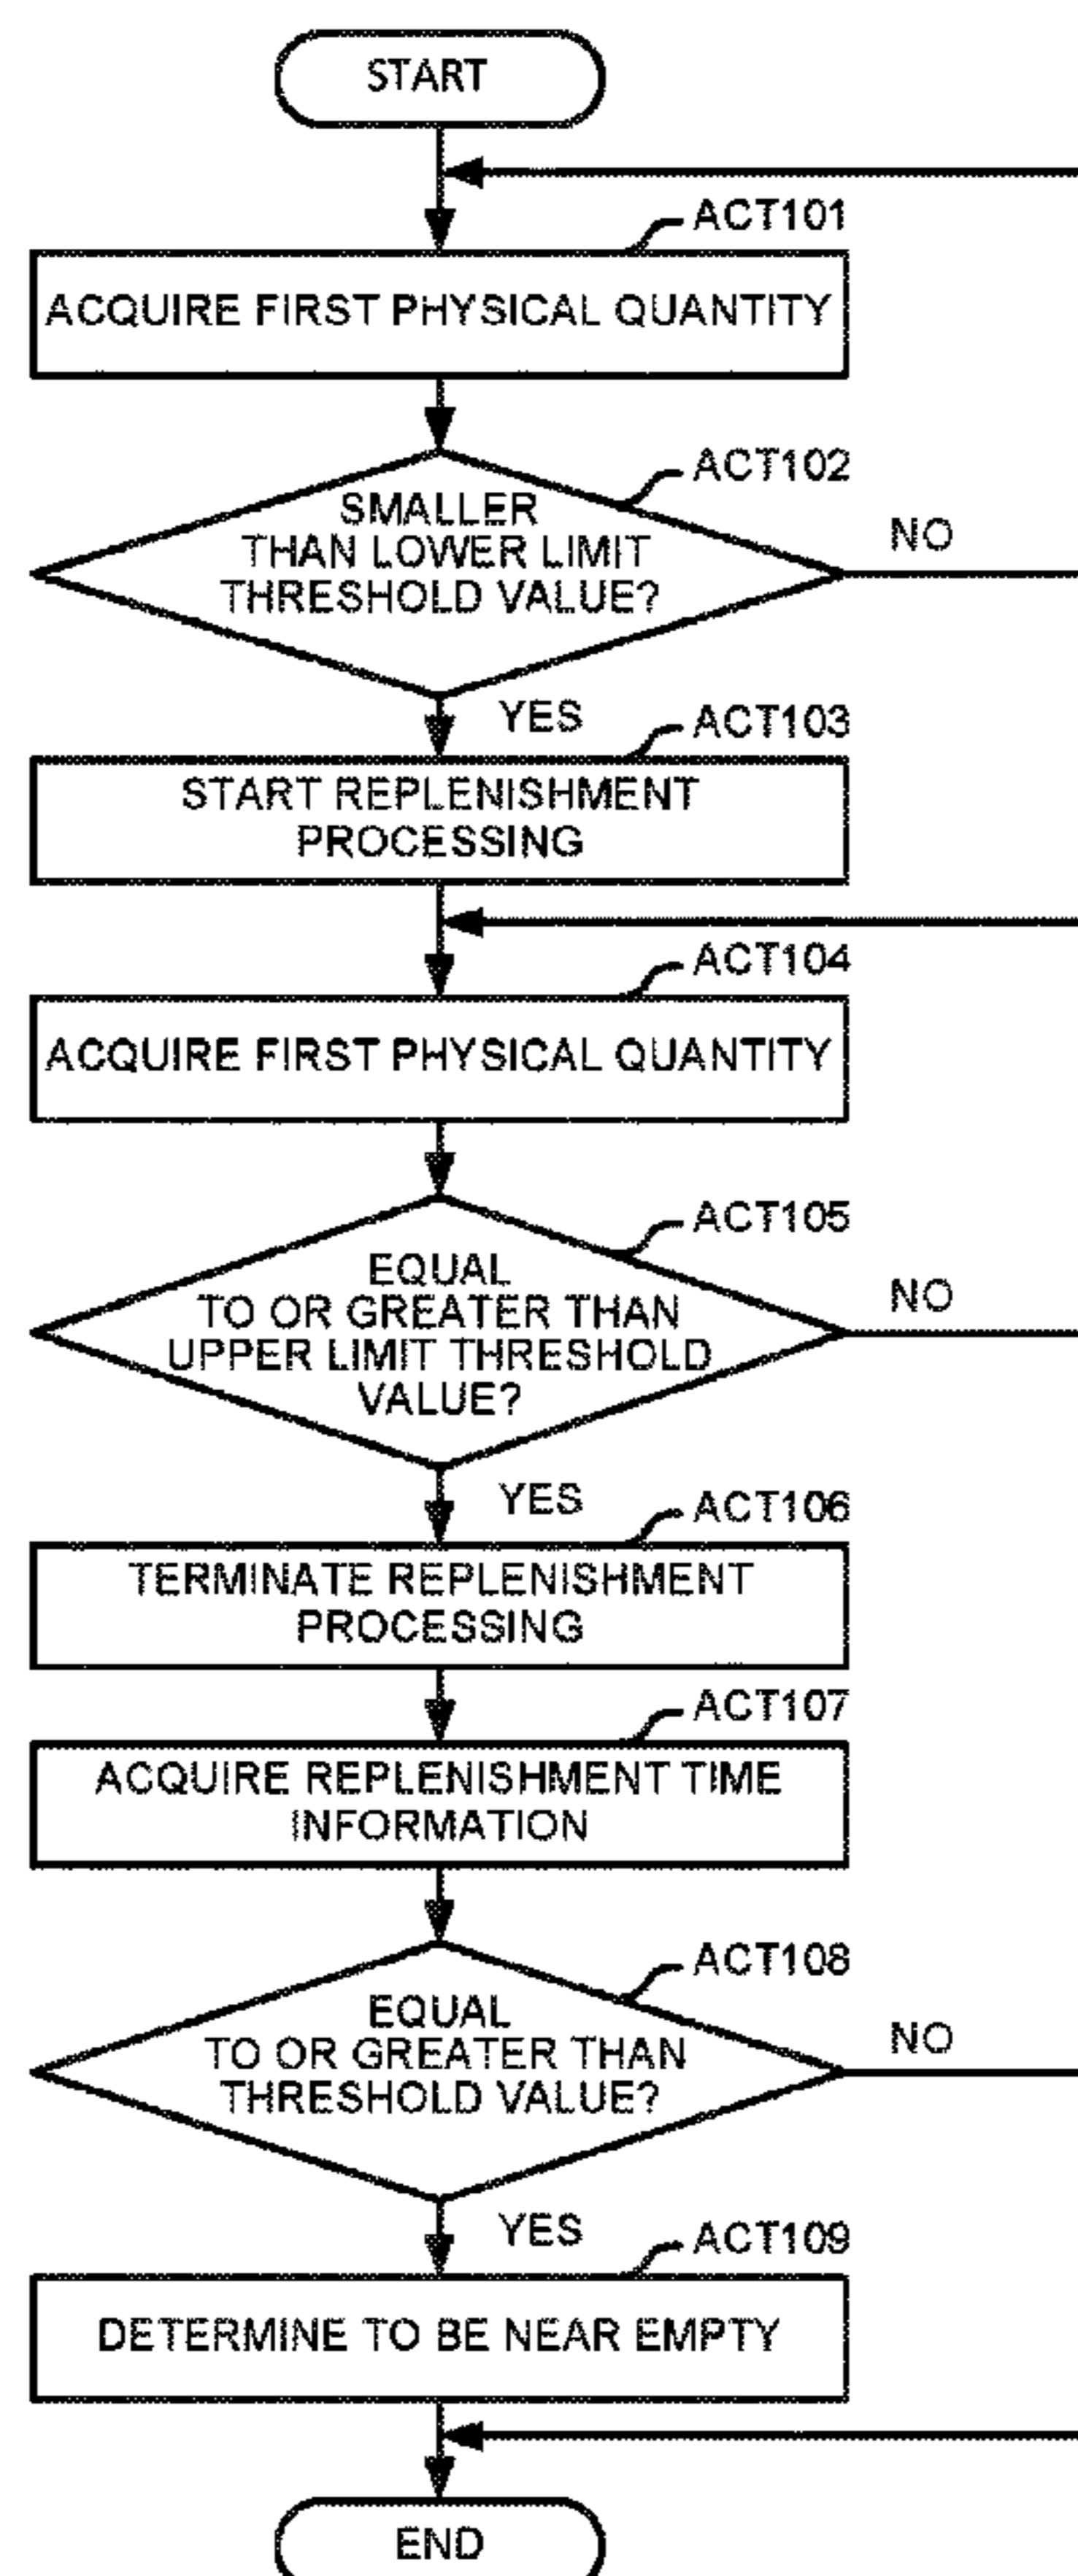 START
ACT101
ACQUIRE FIRST PHYSICAL QUANTITY
ACT102
SMALLER
THAN LOWER LIMIT
THRESHOLD VALUE?
NO
YES
ACT103
START REPLENISHMENT
PROCESSING
ACT104
ACQUIRE FIRST PHYSICAL QUANTITY
ACT105
EQUAL
TO OR GREATER THAN
UPPER LIMIT THRESHOLD
VALUE?
NO
YES
ACT106
TERMINATE REPLENISHMENT
PROCESSING
ACT107
ACQUIRE REPLENISHMENT TIME
INFORMATION
ACT108
EQUAL
TO OR GREATER THAN
THRESHOLD VALUE?
NO
YES
ACT109
DETERMINE TO BE NEAR EMPTY
END